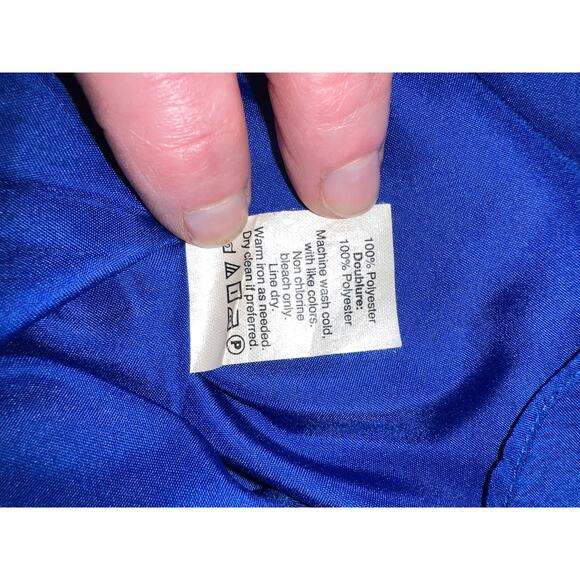 100% Polyester
Doublure:
100% Polyester
Machine wash cold,
with like colors.
Non chlorine
bleach only.
Line dry.
Warm iron as needed.
Dry clean if preferred.
P